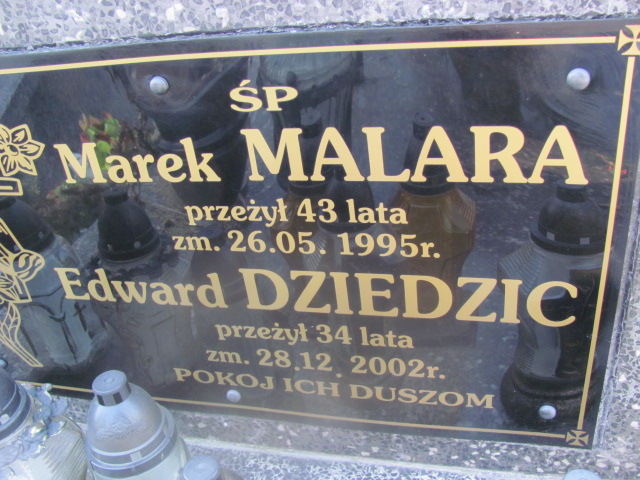 ŚP
Marek MALARA
przeżył 43 lata
zm. 26.05. 1995r.
Edward DZIEDZIC
przeżył 34 lata
zm. 28.12. 2002r.
POKOJ ICH DUSZOM